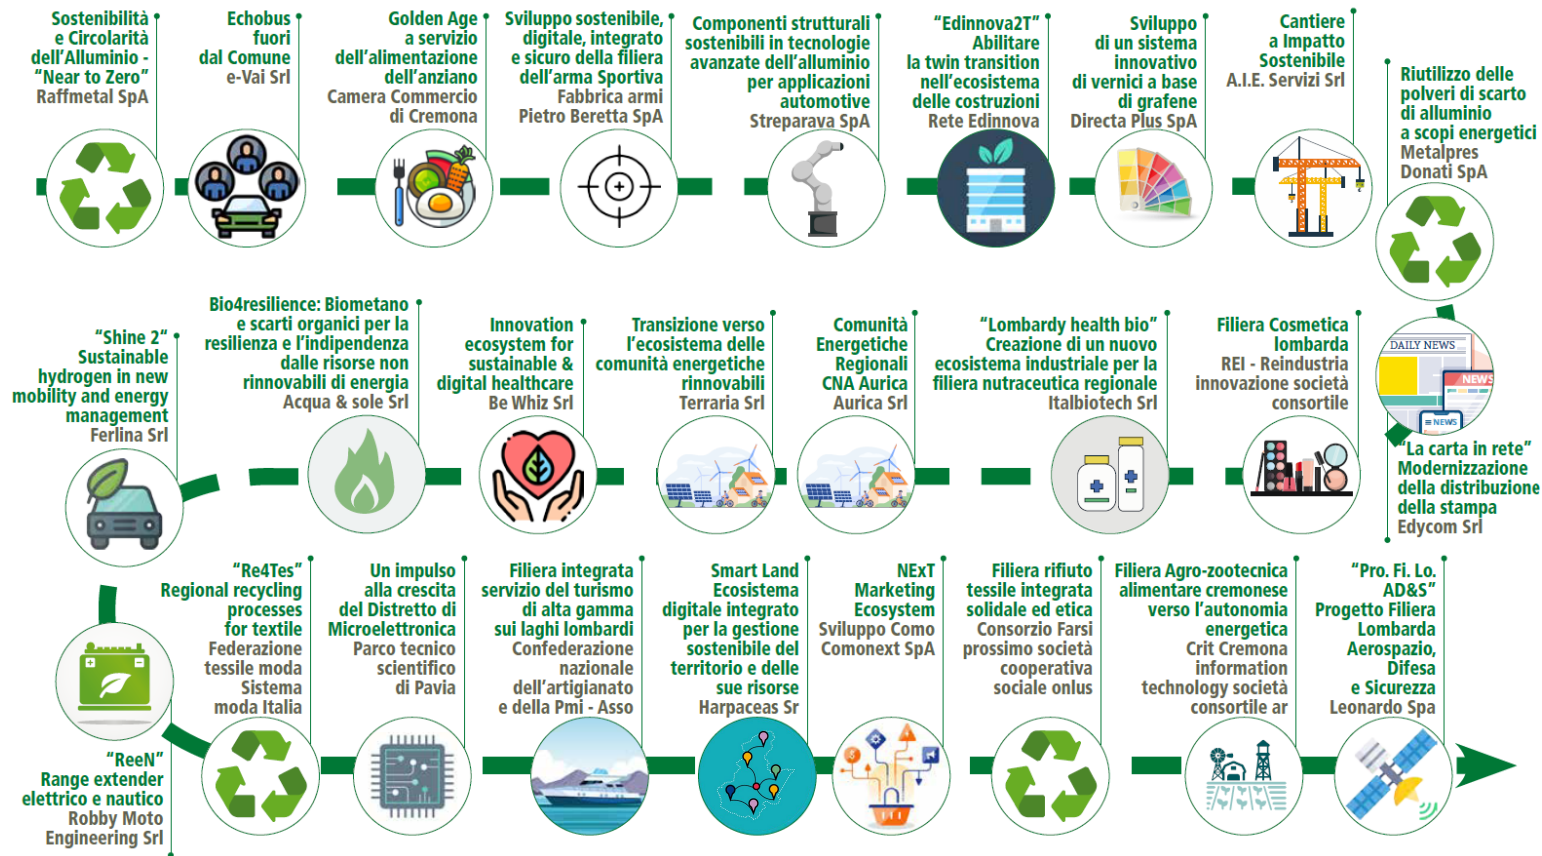 Sostenibilità
e Circolarità
dell'Alluminio -
"Near to Zero"
Raffmetal SpA
Echobus
fuori
dal Comune
e-Vai Srl
Golden Age
a servizio
dell'alimentazione
dell'anziano
Camera Commercio
di Cremona
Sviluppo sostenibile,
digitale, integrato
e sicuro della filiera
dell'arma Sportiva
Fabbrica armi
Pietro Beretta SpA
Componenti strutturali
sostenibili in tecnologie
avanzate dell'alluminio
per applicazioni
automotive
Streparava SpA
"Edinnova2T"
Abilitare
la twin transition
nell'ecosistema
delle costruzioni
Rete Edinnova
Sviluppo
di un sistema
innovativo
di vernici a base
di grafene
Directa Plus SpA
Cantiere
a Impatto
Sostenibile
A.I.E. Servizi Srl
Riutilizzo delle
polveri di scarto
di alluminio
a scopi energetici
Metalpres
Donati SpA
DAILY NEWS
NEWS
NEWS
"La carta in rete"
Modernizzazione
della distribuzione
della stampa
Edycom Srl
Filiera Cosmetica
lombarda
REI - Reindustria
innovazione società
consortile
"Lombardy health bio"
Creazione di un nuovo
ecosistema industriale per la
filiera nutraceutica regionale
Italbiotech Srl
Comunità
Energetiche
Regionali
CNA Aurica
Aurica Srl
Transizione verso
l'ecosistema delle
comunità energetiche
rinnovabili
Terraria Srl
Innovation
ecosystem for
sustainable &
digital healthcare
Be Whiz Srl
Bio4resilience: Biometano
e scarti organici per la
resilienza e l'indipendenza
dalle risorse non
rinnovabili di energia
Acqua & sole Srl
"Shine 2"
Sustainable
hydrogen in new
mobility and energy
management
Ferlina Srl
"ReeN"
Range extender
elettrico e nautico
Robby Moto
Engineering Srl
"Re4Tes"
Regional recycling
processes
for textile
Federazione
tessile moda
Sistema
moda Italia
Un impulso
alla crescita
del Distretto di
Microelettronica
Parco tecnico
scientifico
di Pavia
Filiera integrata
servizio del turismo
di alta gamma
sui laghi lombardi
Confederazione
nazionale
dell'artigianato
e della Pmi - Asso
Smart Land
Ecosistema
digitale integrato
per la gestione
sostenibile del
territorio e delle
sue risorse
Harpaceas Sr
NExT
Marketing
Ecosystem
Sviluppo Como
Comonext SpA
Filiera rifiuto
tessile integrata
solidale ed etica
Consorzio Farsi
prossimo società
cooperativa
sociale onlus
Filiera Agro-zootecnica
alimentare cremonese
verso l'autonomia
energetica
Crit Cremona
information
technology società
consortile ar
"Pro. Fi. Lo.
AD&S"
Progetto Filiera
Lombarda
Aerospazio,
Difesa
e Sicurezza
Leonardo Spa